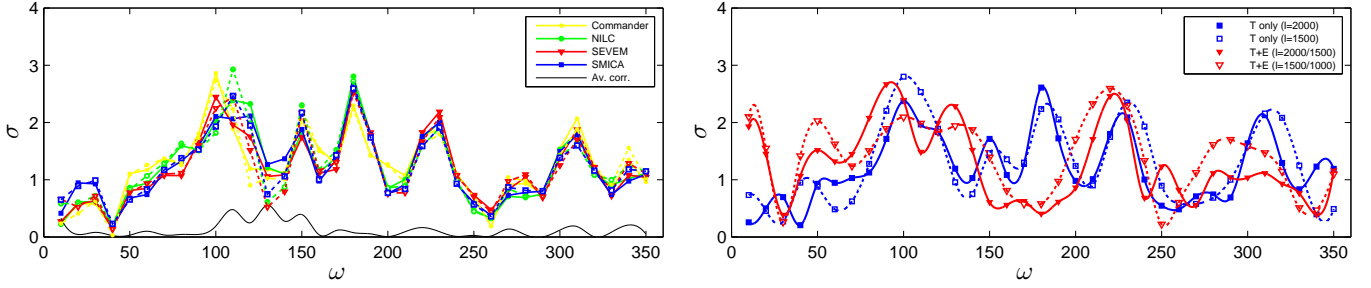 4
3
2
1
0
σ
0 50 100 150 200 250 300 350
ω
Commander
NILC
SEVEM
SMICA
Av. corr.
4
3
2
1
0
σ
0 50 100 150 200 250 300 350
ω
T only (l=2000)
T only (l=1500)
T+E (l=2000/1500)
T+E (l=1500/1000)